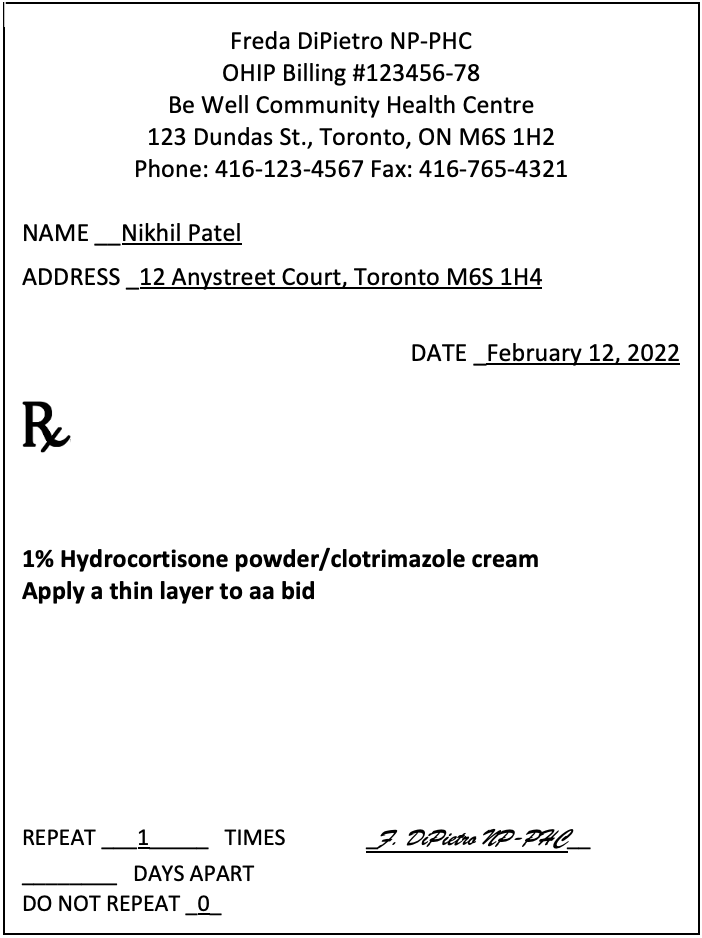 Freda DiPietro NP-PHC
OHIP Billing #123456-78
Be Well Community Health Centre
123 Dundas St., Toronto, ON M6S 1H2
Phone: 416-123-4567 Fax: 416-765-4321
NAME __Nikhil Patel
ADDRESS _12 Anystreet Court, Toronto M6S 1H4
DATE _February 12, 2022
℞
1% Hydrocortisone powder/clotrimazole cream
Apply a thin layer to aa bid
REPEAT ___1_____ TIMES _F. DiPietro NP-PHC__
________ DAYS APART
DO NOT REPEAT _0_